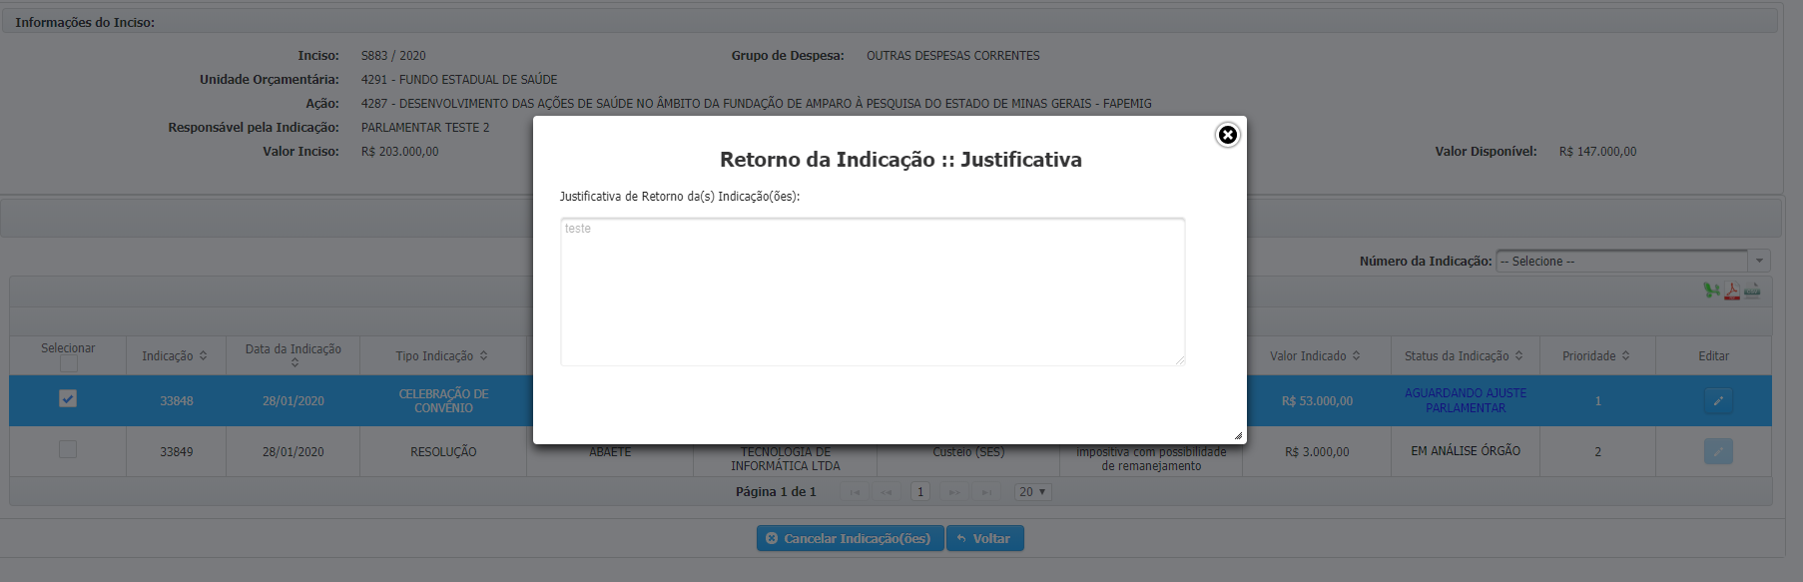 Informações do Inciso:
Inciso: S883 / 2020 Grupo de Despesa: OUTRAS DESPESAS CORRENTES
Unidade Orçamentária: 4291 - FUNDO ESTADUAL DE SAÚDE
Ação: 4287 - DESENVOLVIMENTO DAS AÇÕES DE SAÚDE NO ÂMBITO DA FUNDAÇÃO DE AMPARO À PESQUISA DO ESTADO DE MINAS GERAIS - FAPEMIG
Responsável pela Indicação: PARLAMENTAR TESTE 2
Valor Inciso: R$ 203.000,00 Valor Disponível: R$ 147.000,00
Retorno da Indicação :: Justificativa
Justificativa de Retorno da(s) Indicação(ões):
teste
Número da Indicação: -- Selecione --
Selecionar Indicação Data da Indicação Tipo Indicação Valor Indicado Status da Indicação Prioridade Editar
33848 28/01/2020 CELEBRAÇÃO DE CONVÊNIO R$ 53.000,00 AGUARDANDO AJUSTE PARLAMENTAR 1
33849 28/01/2020 RESOLUÇÃO ABAETE TECNOLOGIA DE INFORMÁTICA LTDA Custeio (SES) impositiva com possibilidade de remanejamento R$ 3.000,00 EM ANÁLISE ÓRGÃO 2
Página 1 de 1 1 20
Cancelar Indicação(ões) Voltar